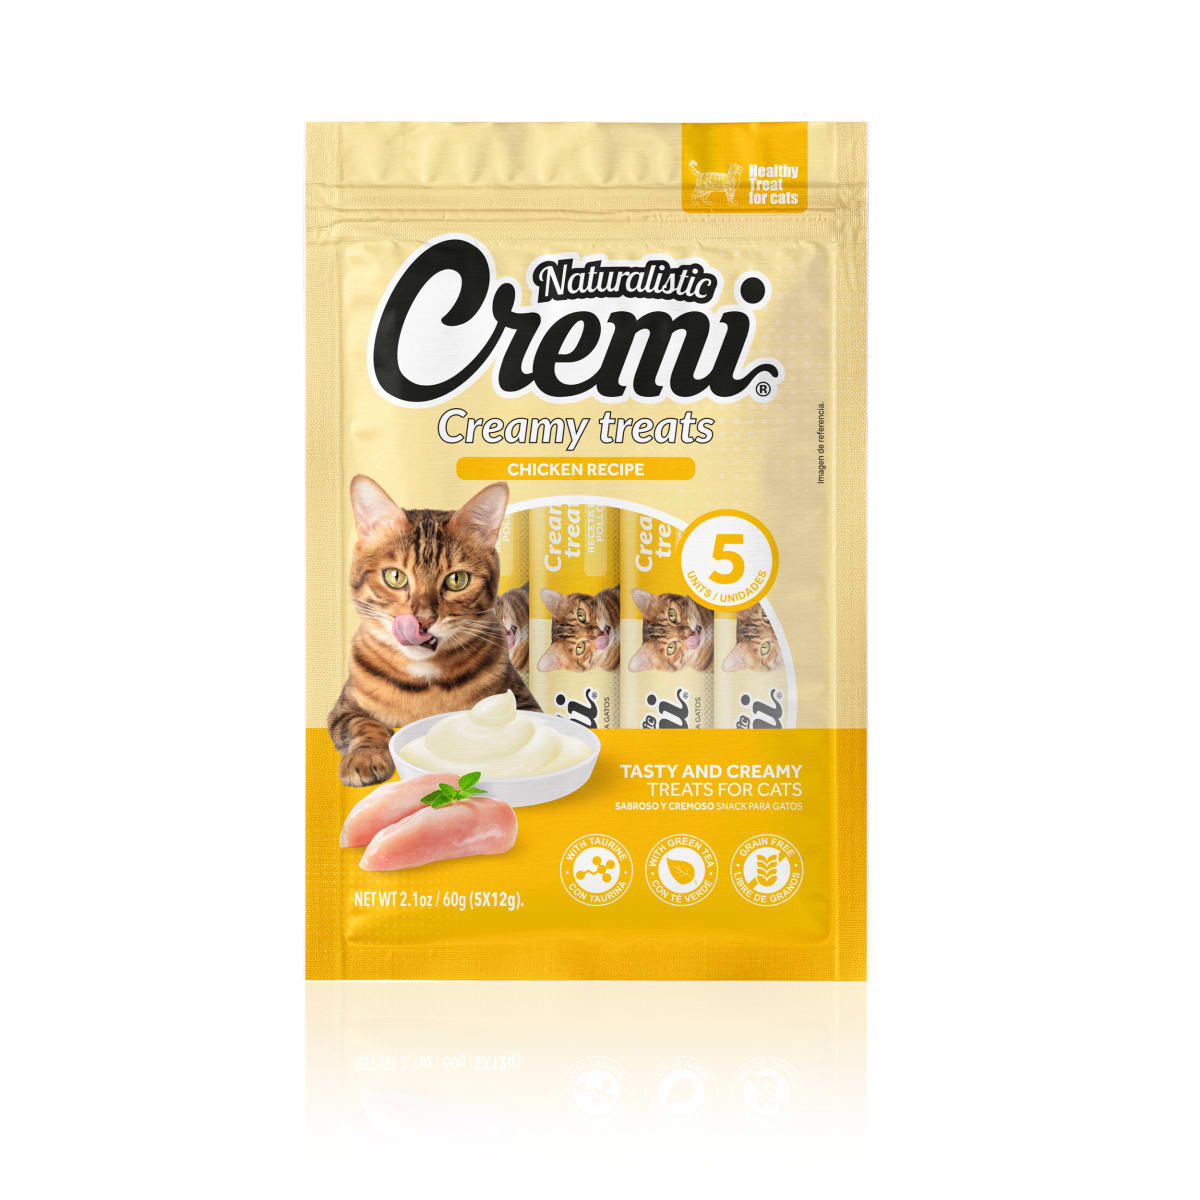 Healthy
Treat
for cats
Naturalistic
Cremi®
Creamy treats
CHICKEN RECIPE
Imagen de referencia.
5
UNITS / UNIDADES
TASTY AND CREAMY
TREATS FOR CATS
SABROSO Y CREMOSO SNACK PARA GATOS
WITH TAURINE
CON TAURINA
WITH GREEN TEA
CON TÉ VERDE
GRAIN FREE
LIBRE DE GRANOS
NET WT 2.1oz / 60g (5X12g).